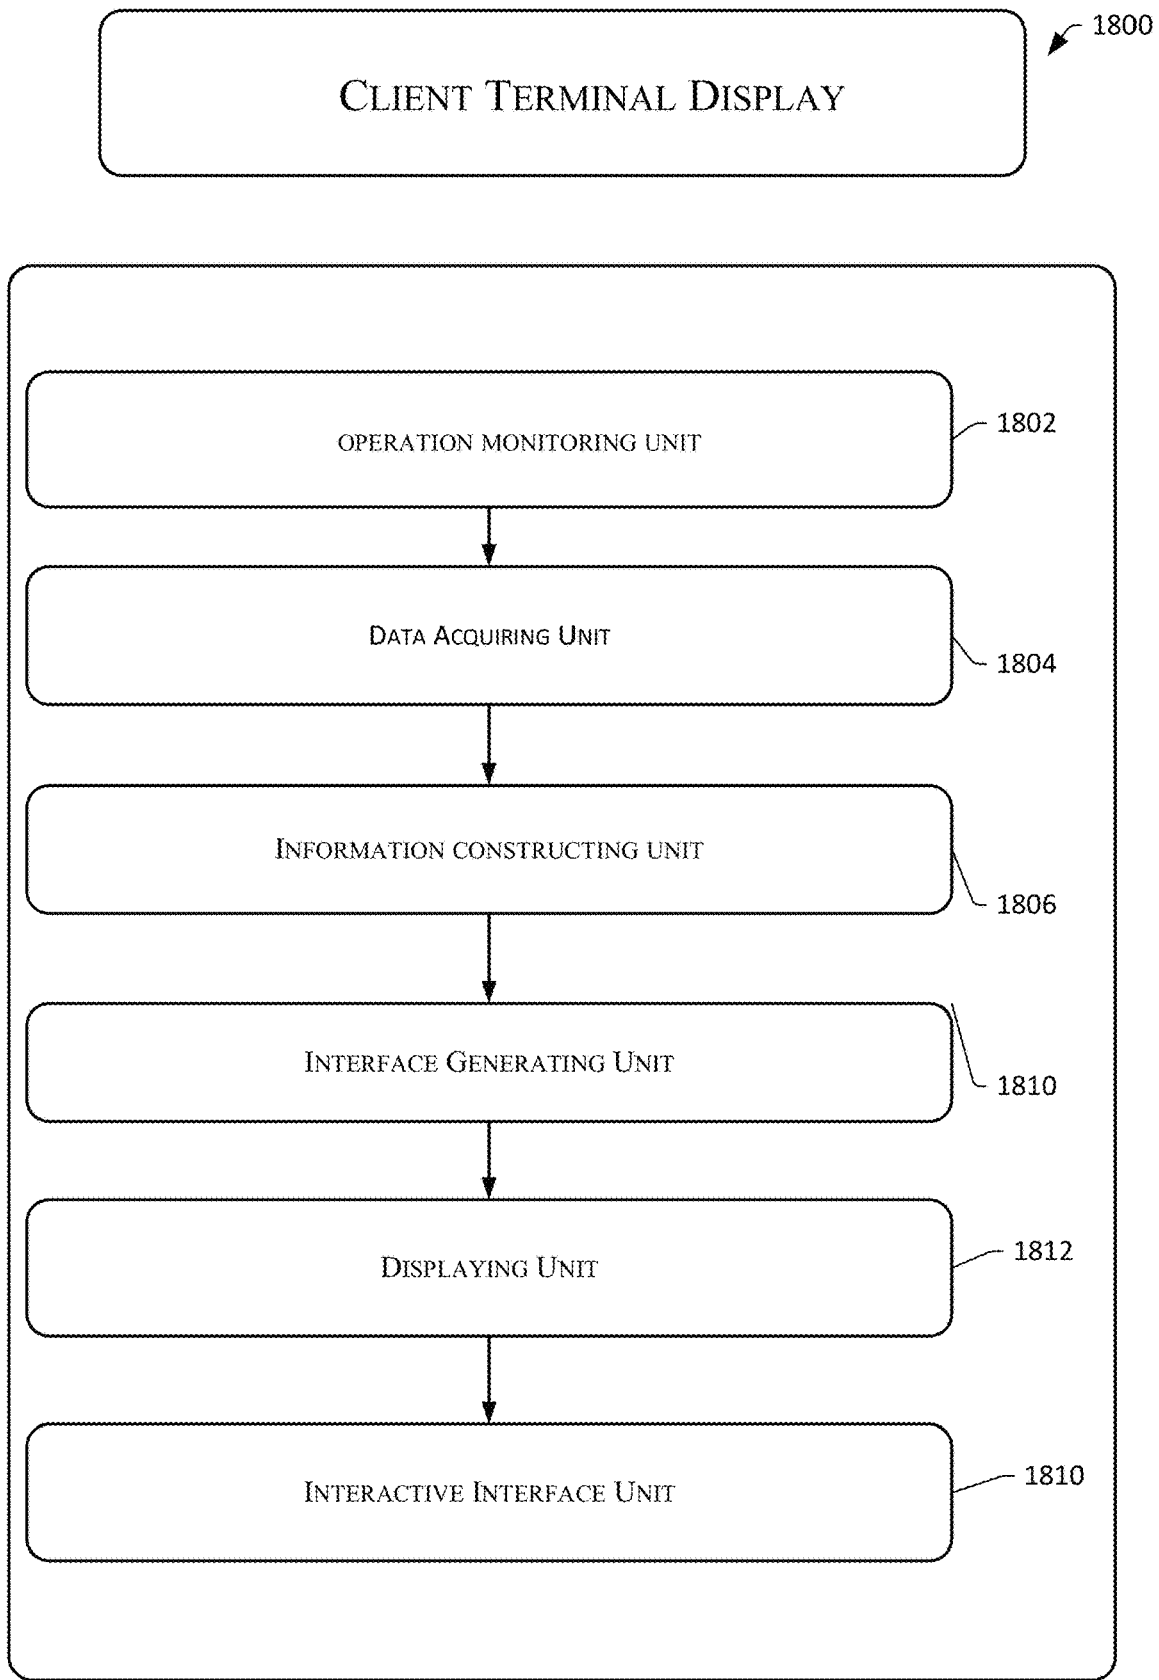 1800
CLIENT TERMINAL DISPLAY
OPERATION MONITORING UNIT
1802
DATA ACQUIRING UNIT
1804
INFORMATION CONSTRUCTING UNIT
1806
INTERFACE GENERATING UNIT
1810
DISPLAYING UNIT
1812
INTERACTIVE INTERFACE UNIT
1810